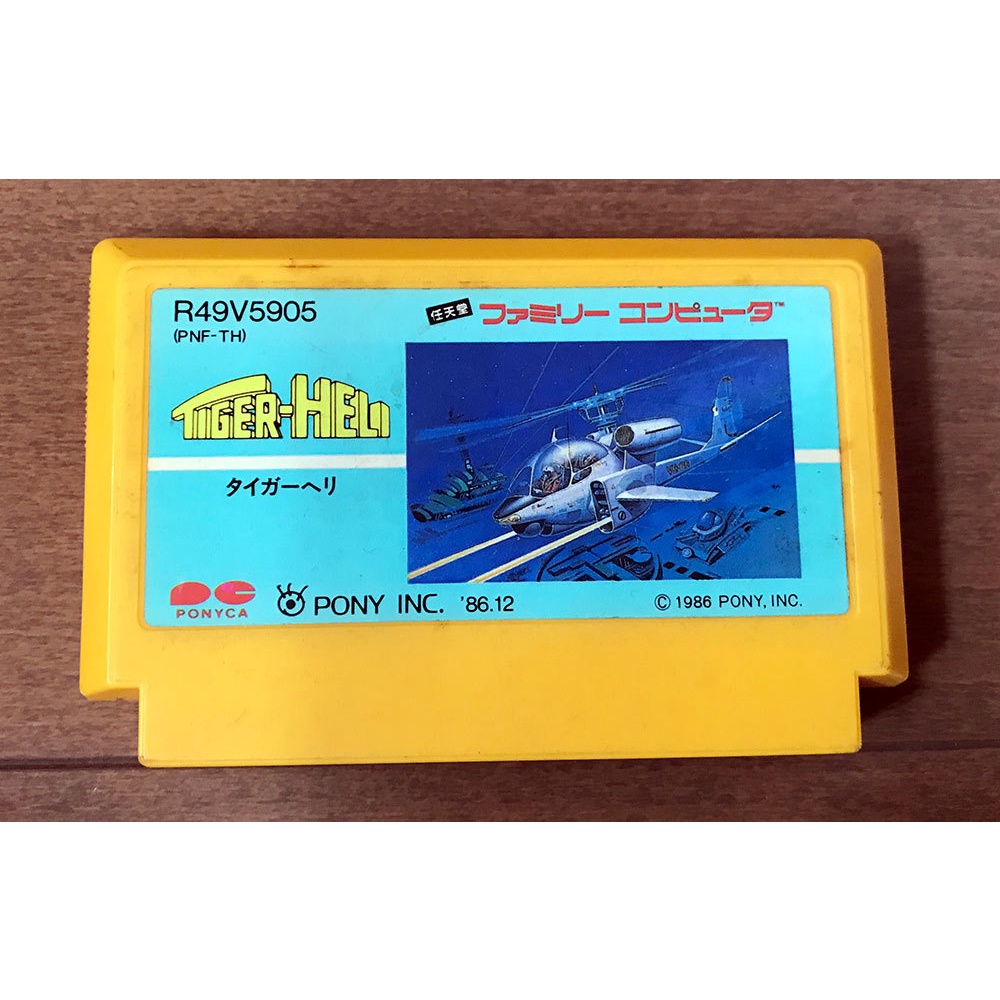 R49V5905
(PNF-TH)
任天堂 ファミリー コンピュータ™
TIGER-HELI
タイガーヘリ
PONYCA
PONY INC. '86.12
© 1986 PONY, INC.